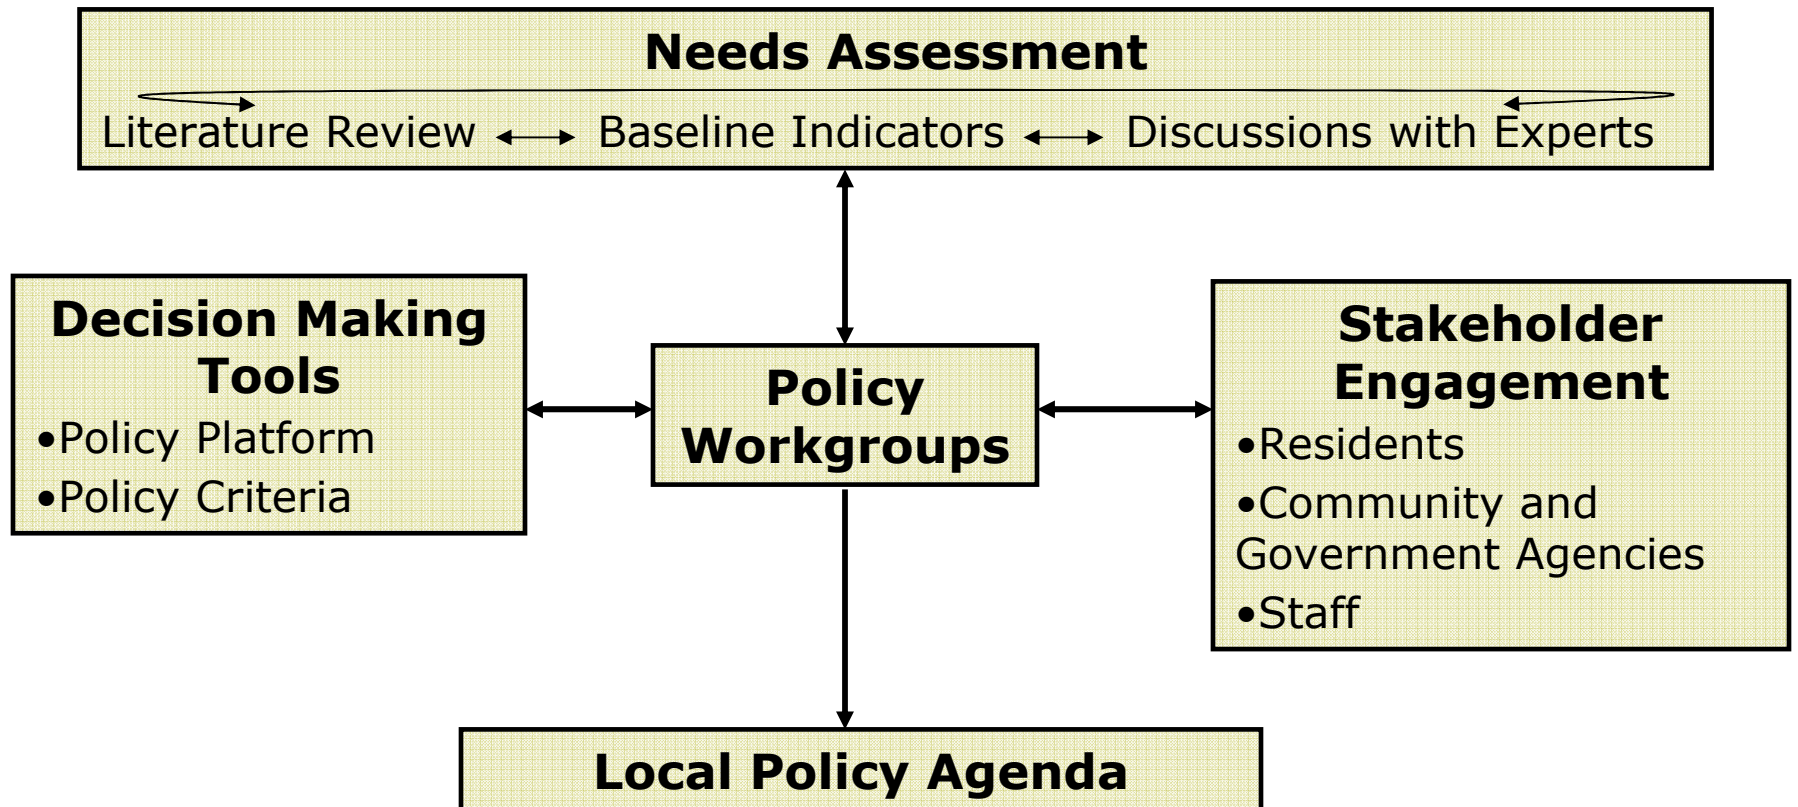 Needs Assessment
Literature Review Baseline Indicators Discussions with Experts
Decision Making
Tools
•Policy Platform
•Policy Criteria
Policy
Workgroups
Stakeholder
Engagement
•Residents
•Community and
Government Agencies
•Staff
Local Policy Agenda